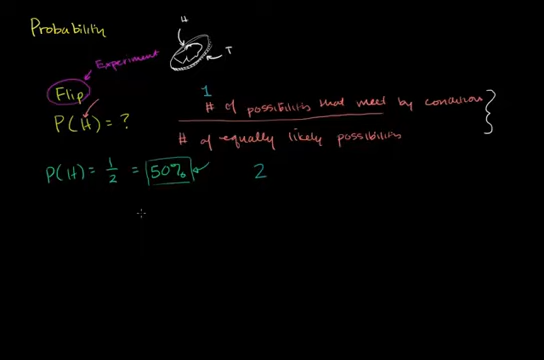 Probability
H
T
Experiment
Flip
P(H) = ?
1
# of possibilities that meet my condition
# of equally likely possibilities
P(H) = 1/2 = 50%
2